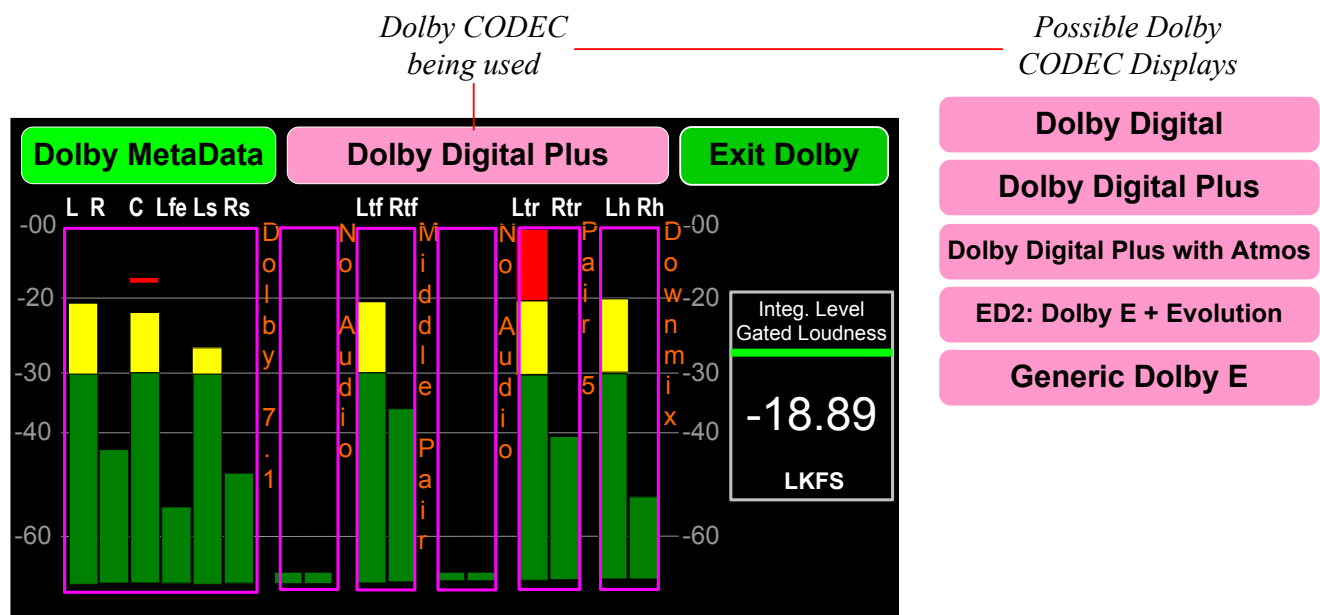 Dolby CODEC
being used
Possible Dolby
CODEC Displays
Dolby MetaData
Dolby Digital Plus
Exit Dolby
L R C Lfe Ls Rs
Ltf Rtf
Ltr Rtr
Lh Rh
-00
-20
-30
-40
-60
Dolby 7.1
No Audio
Middle Pair
No Audio
Pair 5
Downmix
-00
-20
-30
-40
-60
Integ. Level
Gated Loudness
-18.89
LKFS
Dolby Digital
Dolby Digital Plus
Dolby Digital Plus with Atmos
ED2: Dolby E + Evolution
Generic Dolby E